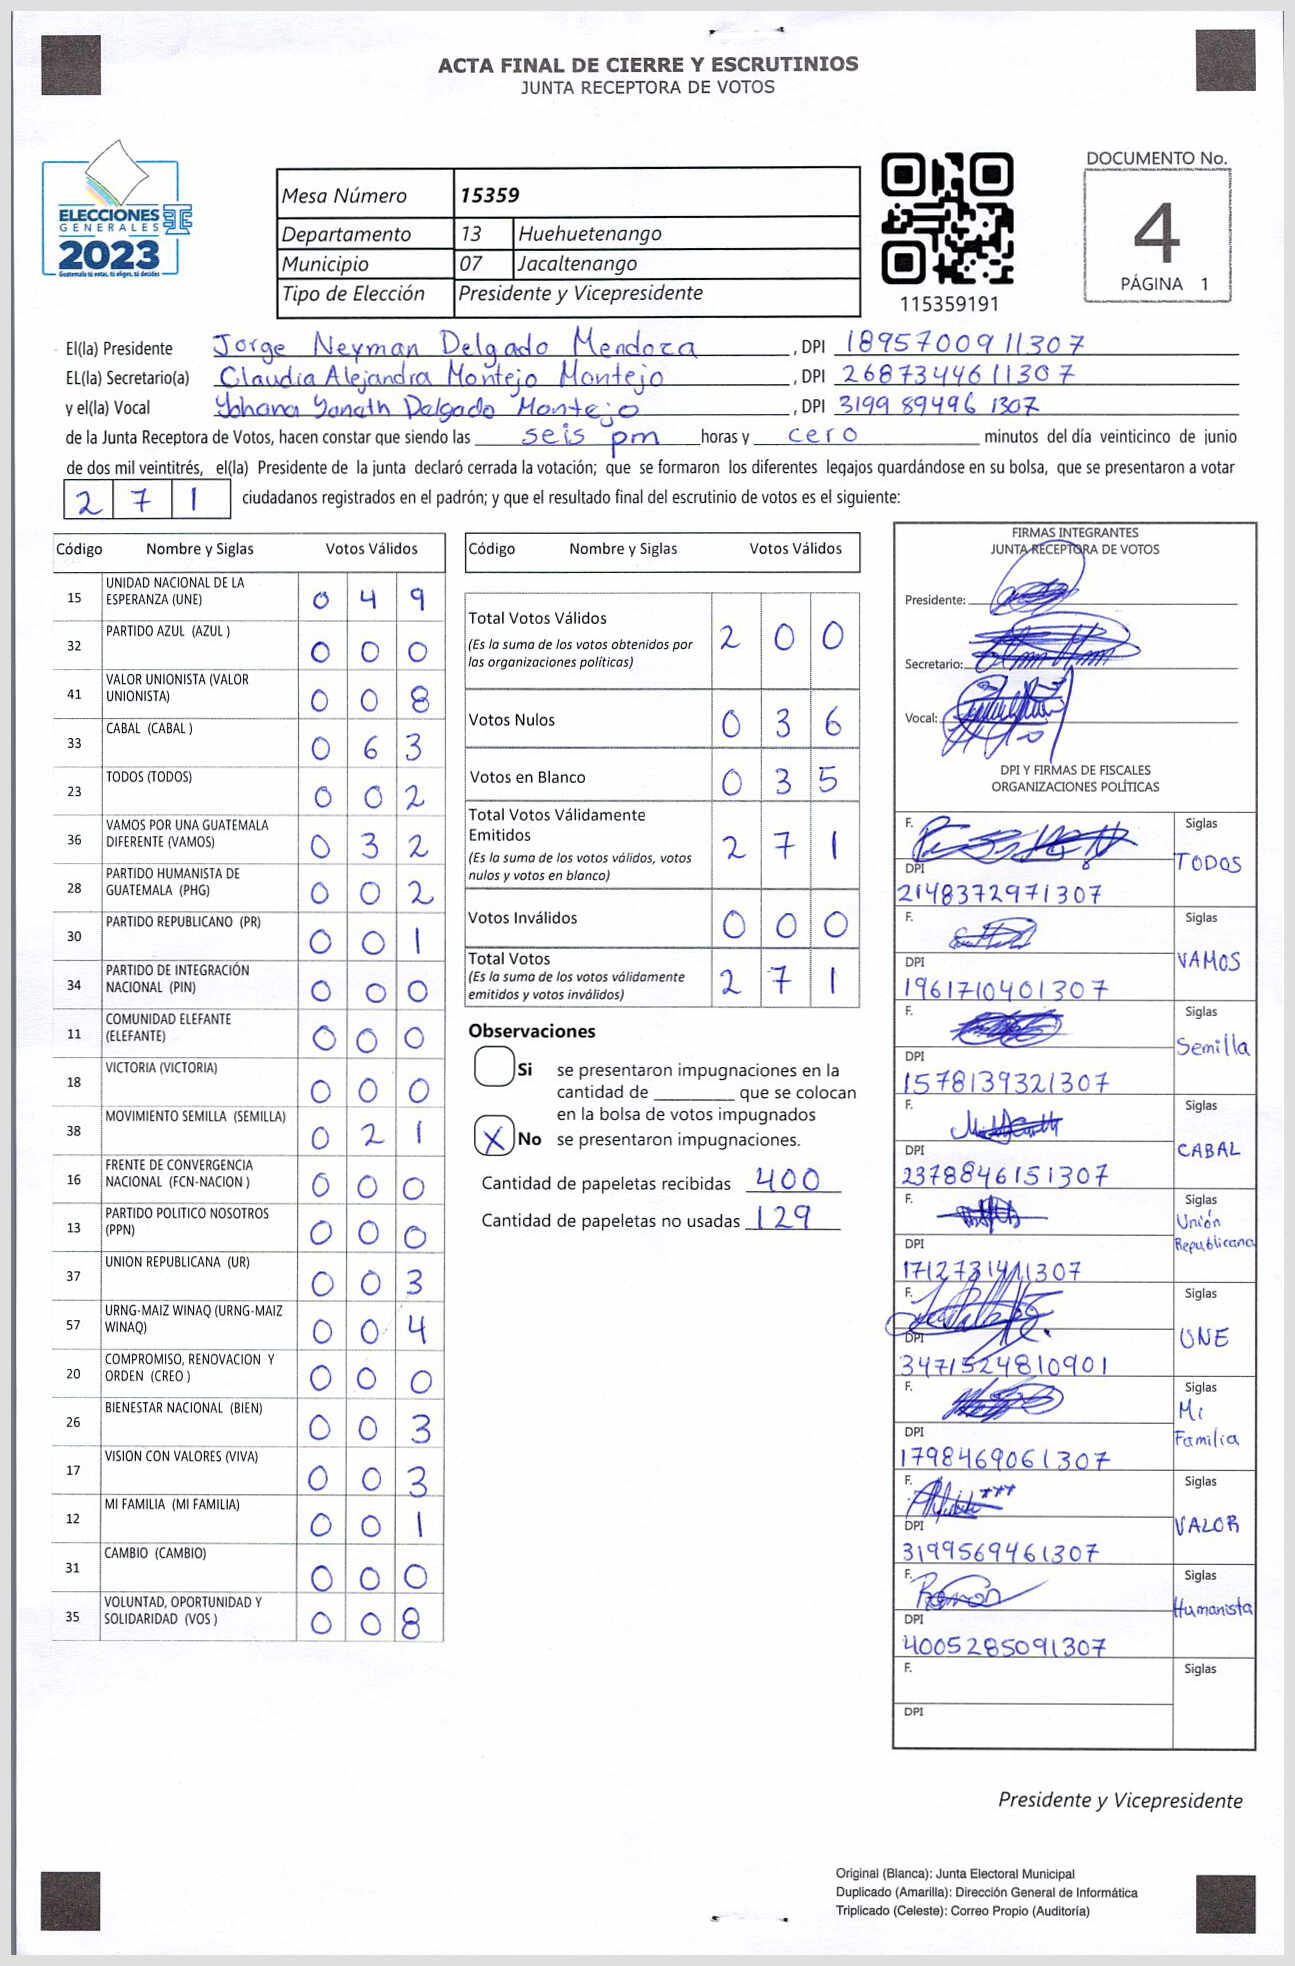 ACTA FINAL DE CIERRE Y ESCRUTINIOS
JUNTA RECEPTORA DE VOTOS
ELECCIONES
GENERALES
2023
Guatemala tú votas, tú eliges, tú decides
Mesa Número 15359
Departamento 13 Huehuetenango
Municipio 07 Jacaltenango
Tipo de Elección Presidente y Vicepresidente
115359191
DOCUMENTO No.
4
PÁGINA 1
El(la) Presidente Jorge Neyman Delgado Mendoza, DPI 1895700911307
EL(la) Secretario(a) Claudia Alejandra Montejo Montejo, DPI 2687344611307
y el(la) Vocal Yohana Yanath Delgado Montejo, DPI 3199894961307
de la Junta Receptora de Votos, hacen constar que siendo las seis pm horas y cero minutos del día veinticinco de junio
de dos mil veintitrés, el(la) Presidente de la junta declaró cerrada la votación; que se formaron los diferentes legajos guardándose en su bolsa, que se presentaron a votar
271 ciudadanos registrados en el padrón; y que el resultado final del escrutinio de votos es el siguiente:
Código Nombre y Siglas Votos Válidos
15 UNIDAD NACIONAL DE LA ESPERANZA (UNE) 0 4 9
32 PARTIDO AZUL (AZUL ) 0 0 0
41 VALOR UNIONISTA (VALOR UNIONISTA) 0 0 8
33 CABAL (CABAL ) 0 6 3
23 TODOS (TODOS) 0 0 2
36 VAMOS POR UNA GUATEMALA DIFERENTE (VAMOS) 0 3 2
28 PARTIDO HUMANISTA DE GUATEMALA (PHG) 0 0 2
30 PARTIDO REPUBLICANO (PR) 0 0 1
34 PARTIDO DE INTEGRACIÓN NACIONAL (PIN) 0 0 0
11 COMUNIDAD ELEFANTE (ELEFANTE) 0 0 0
18 VICTORIA (VICTORIA) 0 0 0
38 MOVIMIENTO SEMILLA (SEMILLA) 0 2 1
16 FRENTE DE CONVERGENCIA NACIONAL (FCN-NACION ) 0 0 0
13 PARTIDO POLITICO NOSOTROS (PPN) 0 0 0
37 UNION REPUBLICANA (UR) 0 0 3
57 URNG-MAIZ WINAQ (URNG-MAIZ WINAQ) 0 0 4
20 COMPROMISO, RENOVACION Y ORDEN (CREO ) 0 0 0
26 BIENESTAR NACIONAL (BIEN) 0 0 3
17 VISION CON VALORES (VIVA) 0 0 3
12 MI FAMILIA (MI FAMILIA) 0 0 1
31 CAMBIO (CAMBIO) 0 0 0
35 VOLUNTAD, OPORTUNIDAD Y SOLIDARIDAD (VOS ) 0 0 8
Código Nombre y Siglas Votos Válidos
Total Votos Válidos 2 0 0
(Es la suma de los votos obtenidos por
las organizaciones políticas)
Votos Nulos 0 3 6
Votos en Blanco 0 3 5
Total Votos Válidamente
Emitidos 2 7 1
(Es la suma de los votos válidos, votos
nulos y votos en blanco)
Votos Inválidos 0 0 0
Total Votos 2 7 1
(Es la suma de los votos válidamente
emitidos y votos inválidos)
Observaciones
Si se presentaron impugnaciones en la
cantidad de ________ que se colocan
en la bolsa de votos impugnados
X No se presentaron impugnaciones.
Cantidad de papeletas recibidas 400
Cantidad de papeletas no usadas 129
FIRMAS INTEGRANTES
JUNTA RECEPTORA DE VOTOS
Presidente:
Secretario:
Vocal:
DPI Y FIRMAS DE FISCALES
ORGANIZACIONES POLÍTICAS
F. Siglas
TODOS
DPI
2148372971307
F. Siglas
VAMOS
DPI
1961710401307
F. Siglas
Semilla
DPI
1578139321307
F. Siglas
CABAL
DPI
2378846151307
F. Siglas
Unión
Republicana
DPI
1712731411307
F. Siglas
UNE
DPI
3471524810901
F. Siglas
Mi
Familia
DPI
1798469061307
F. Siglas
VALOR
DPI
3199569461307
F. Ramón Siglas
Humanista
DPI
4005285091307
F. Siglas
DPI
Presidente y Vicepresidente
Original (Blanca): Junta Electoral Municipal
Duplicado (Amarilla): Dirección General de Informática
Triplicado (Celeste): Correo Propio (Auditoría)